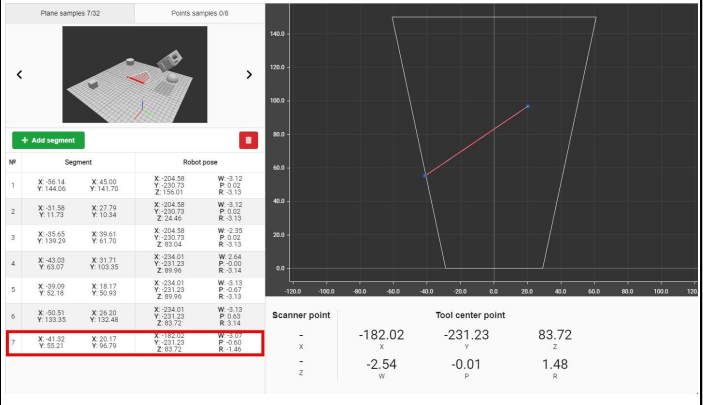 Plane samples 7/32 Points samples 0/8
+ Add segment
Nº Segment Robot pose
1 X: -56.14 X: 45.00 X: -204.58 W: -3.12
Y: 144.06 Y: 141.70 Y: -230.73 P: 0.02
Z: 156.01 R: -3.13
2 X: -31.58 X: 27.79 X: -204.58 W: -3.12
Y: 11.73 Y: 10.34 Y: -230.73 P: 0.02
Z: 24.46 R: -3.13
3 X: -35.65 X: 39.61 X: -204.58 W: -2.35
Y: 139.29 Y: 61.70 Y: -230.73 P: 0.02
Z: 83.04 R: -3.13
4 X: -43.03 X: 31.71 X: -234.01 W: 2.64
Y: 63.07 Y: 103.35 Y: -231.23 P: -0.00
Z: 89.96 R: -3.14
5 X: -39.09 X: 18.17 X: -234.01 W: -3.13
Y: 52.18 Y: 50.93 Y: -231.23 P: -0.67
Z: 89.96 R: -3.13
6 X: -50.51 X: 26.20 X: -234.01 W: -3.13
Y: 133.35 Y: 132.48 Y: -231.23 P: 0.63
Z: 83.72 R: 3.14
7 X: -41.32 X: 20.17 X: -182.02 W: -3.07
Y: 55.21 Y: 96.79 Y: -231.23 P: -0.60
Z: 83.72 R: -1.46
140.0
120.0
100.0
80.0
60.0
40.0
20.0
0.0
-120.0 -100.0 -80.0 -60.0 -40.0 -20.0 0.0 20.0 40.0 60.0 80.0 100.0 120.
Scanner point Tool center point
- -182.02 -231.23 83.72
X X Y Z
- -2.54 -0.01 1.48
Z W P R